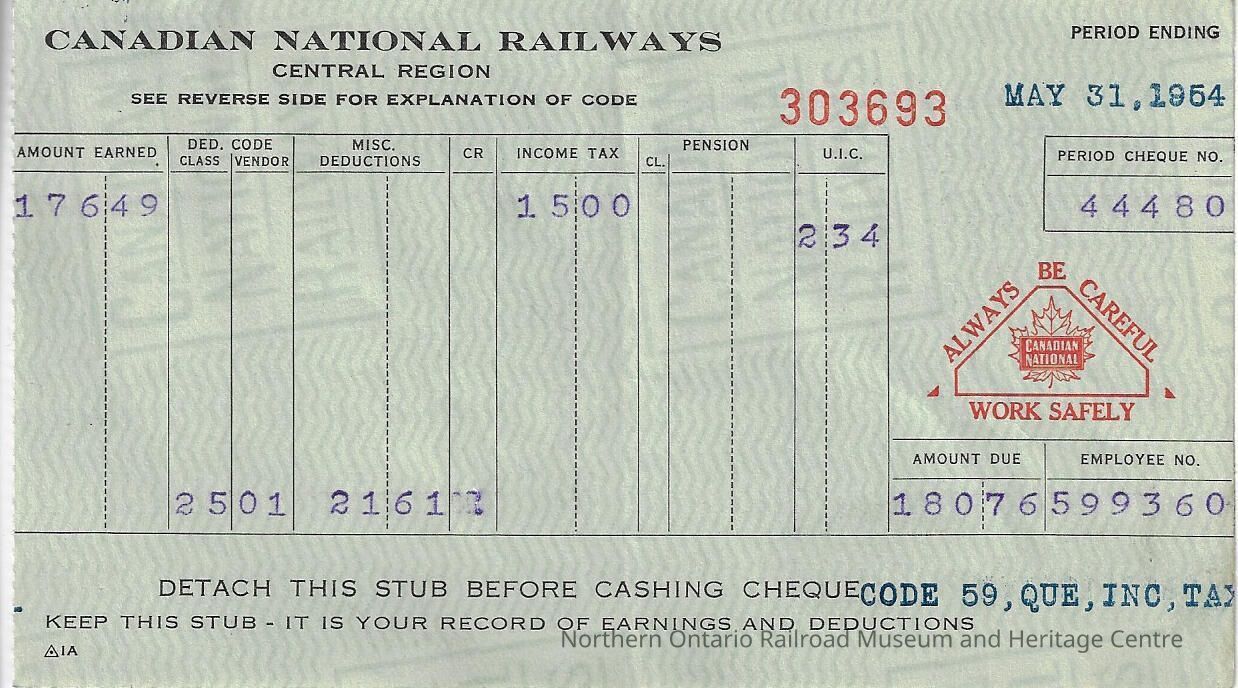 CANADIAN NATIONAL RAILWAYS
CENTRAL REGION
SEE REVERSE SIDE FOR EXPLANATION OF CODE
303693
PERIOD ENDING
MAY 31,1954
AMOUNT EARNED
DED. CODE
CLASS VENDOR
MISC. DEDUCTIONS
CR
INCOME TAX
PENSION
CL.
U.I.C.
PERIOD CHEQUE NO.
17649
1500
44480
234
ALWAYS BE CAREFUL
CANADIAN
NATIONAL
WORK SAFELY
AMOUNT DUE
EMPLOYEE NO.
25 01 2161
18076 599360
DETACH THIS STUB BEFORE CASHING CHEQUE
CODE 59,QUE,INC,TAX
KEEP THIS STUB - IT IS YOUR RECORD OF EARNINGS AND DEDUCTIONS
Northern Ontario Railroad Museum and Heritage Centre
1A